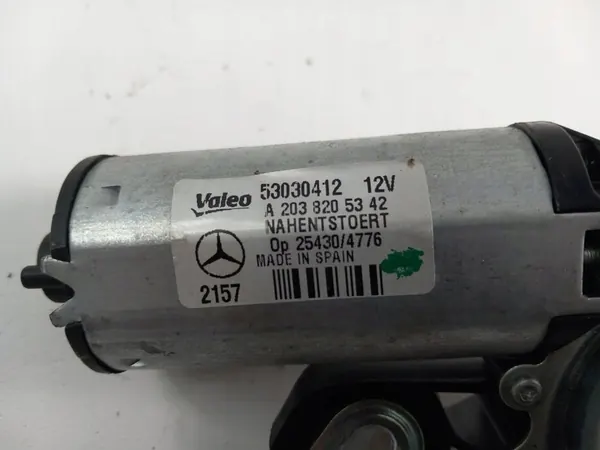 Valeo 53030412 12V
A 203 820 53 42
NAHENTSTOERT
Op 25430/4776
MADE IN SPAIN
2157